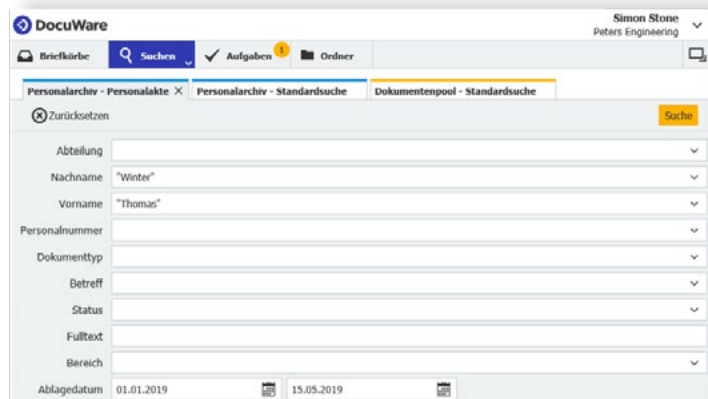 DocuWare
Simon Stone
Peters Engineering
Briefkörbe Suchen Aufgaben 1 Ordner
Personalarchiv - Personalakte Personalarchiv - Standardsuche Dokumentenpool - Standardsuche
Zurücksetzen Suche
Abteilung
Nachname "Winter"
Vorname "Thomas"
Personalnummer
Dokumenttyp
Betreff
Status
Fulltext
Bereich
Ablagedatum 01.01.2019 15.05.2019